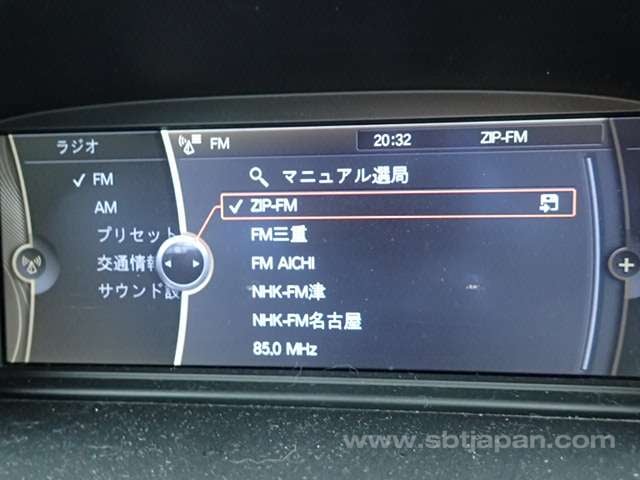 ラジオ
FM
20:32
ZIP-FM
FM
AM
プリセット
交通情報
サウンド設
マニュアル選局
ZIP-FM
FM三重
FM AICHI
NHK-FM津
NHK-FM名古屋
85.0 MHz
www.sbtjapan.com